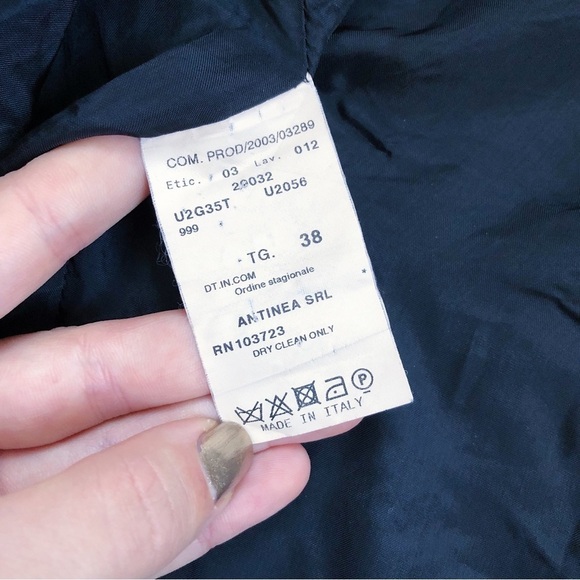 COM. PROD/2003/03289
Etic. 03 Lav. 012
29032
U2G35T U2056
999
TG. 38
DT.IN.COM
Ordine stagionale
ANTINEA SRL
RN103723
DRY CLEAN ONLY
P
MADE IN ITALY